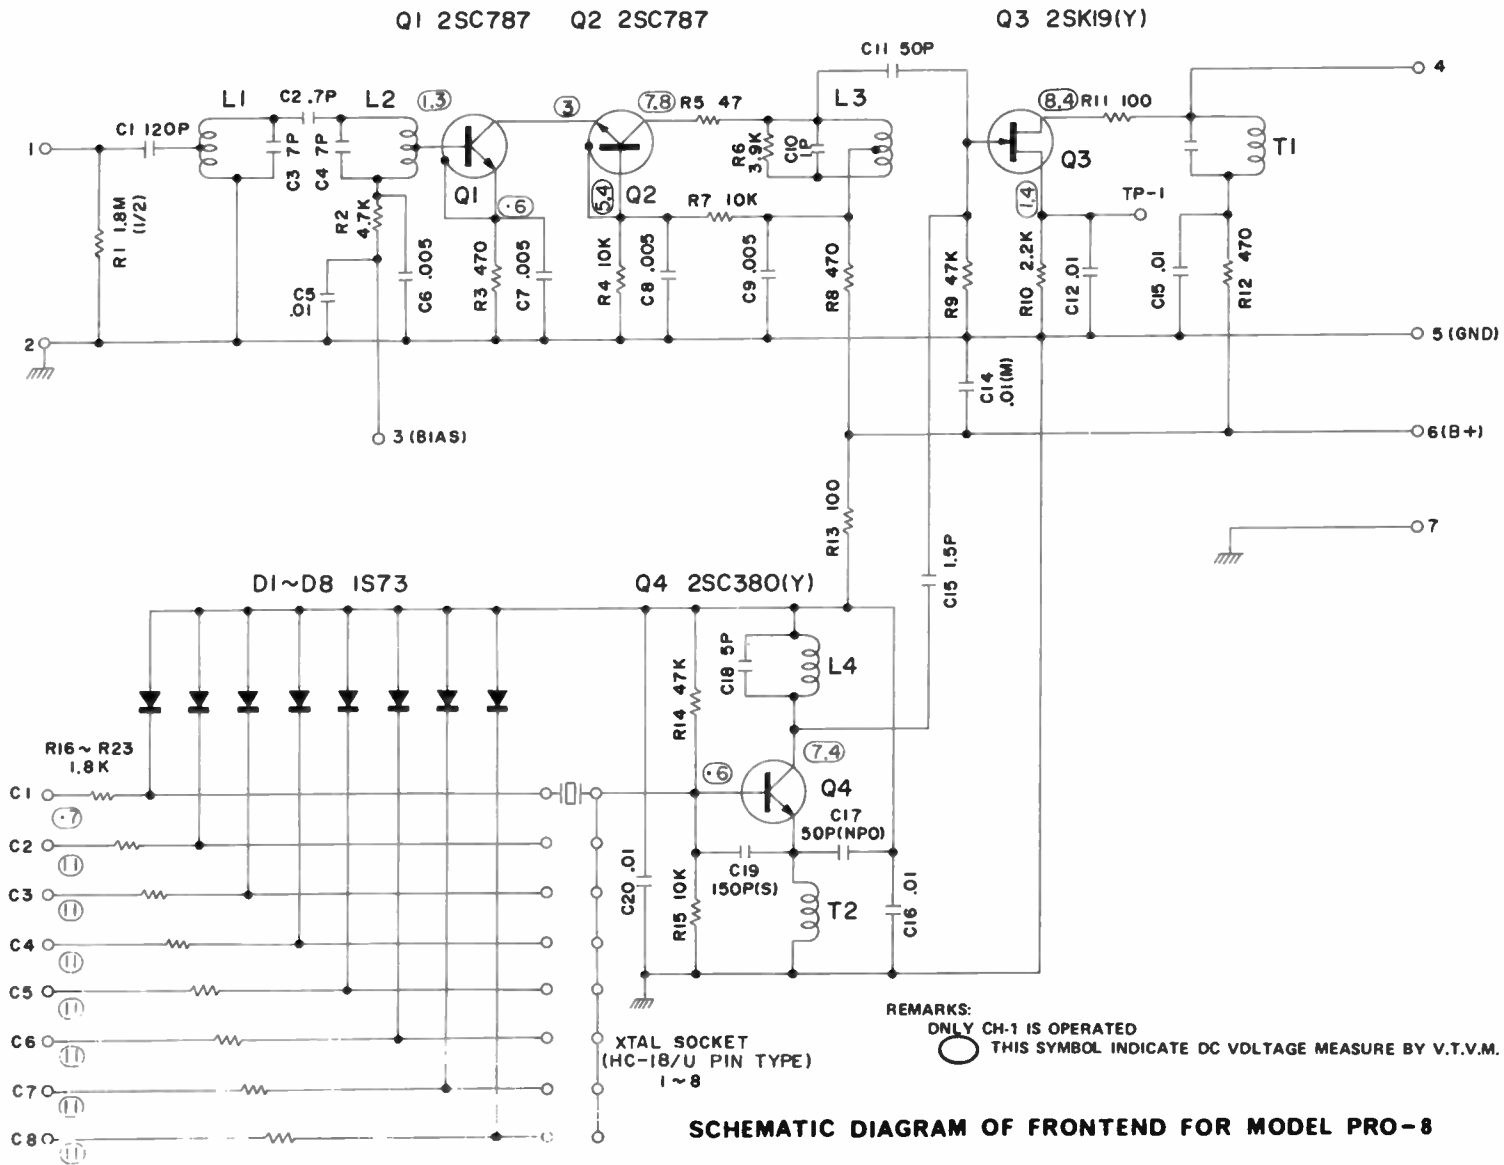 Q1 2SC787
Q2 2SC787
Q3 2SK19(Y)
C11 50P
4
L1
C2 .7P
L2
1.3
3
7.8
R5 47
L3
8.4
R11 100
C1 120P
1
C3 7P
C4 7P
R6 3.9K
C10 1P
Q3
T1
Q1
Q2
R1 1.8M (1/2)
R2 4.7K
.6
5.4
R7 10K
1.4
TP-1
C5 .01
C6 .005
R3 470
C7 .005
R4 10K
C8 .005
C9 .005
R8 470
R9 47K
R10 2.2K
C12 .01
C15 .01
R12 470
2
5 (GND)
C14 .01(M)
3 (BIAS)
6(B+)
R13 100
7
C15 1.5P
D1~D8 1S73
Q4 2SC380(Y)
C18 5P
L4
R14 47K
R16~R23
1.8K
7.4
C1
.7
.6
Q4
C17
50P(NPO)
C2
11
C19
150P(S)
C3
11
C20 .01
R15 10K
T2
C16 .01
C4
11
C5
11
C6
11
C7
11
C8
11
XTAL SOCKET
(HC-18/U PIN TYPE)
1~8
REMARKS:
DNLY CH-1 IS OPERATED
THIS SYMBOL INDICATE DC VDLTAGE MEASURE BY V.T.V.M.
SCHEMATIC DIAGRAM OF FRONTEND FOR MODEL PRO-8